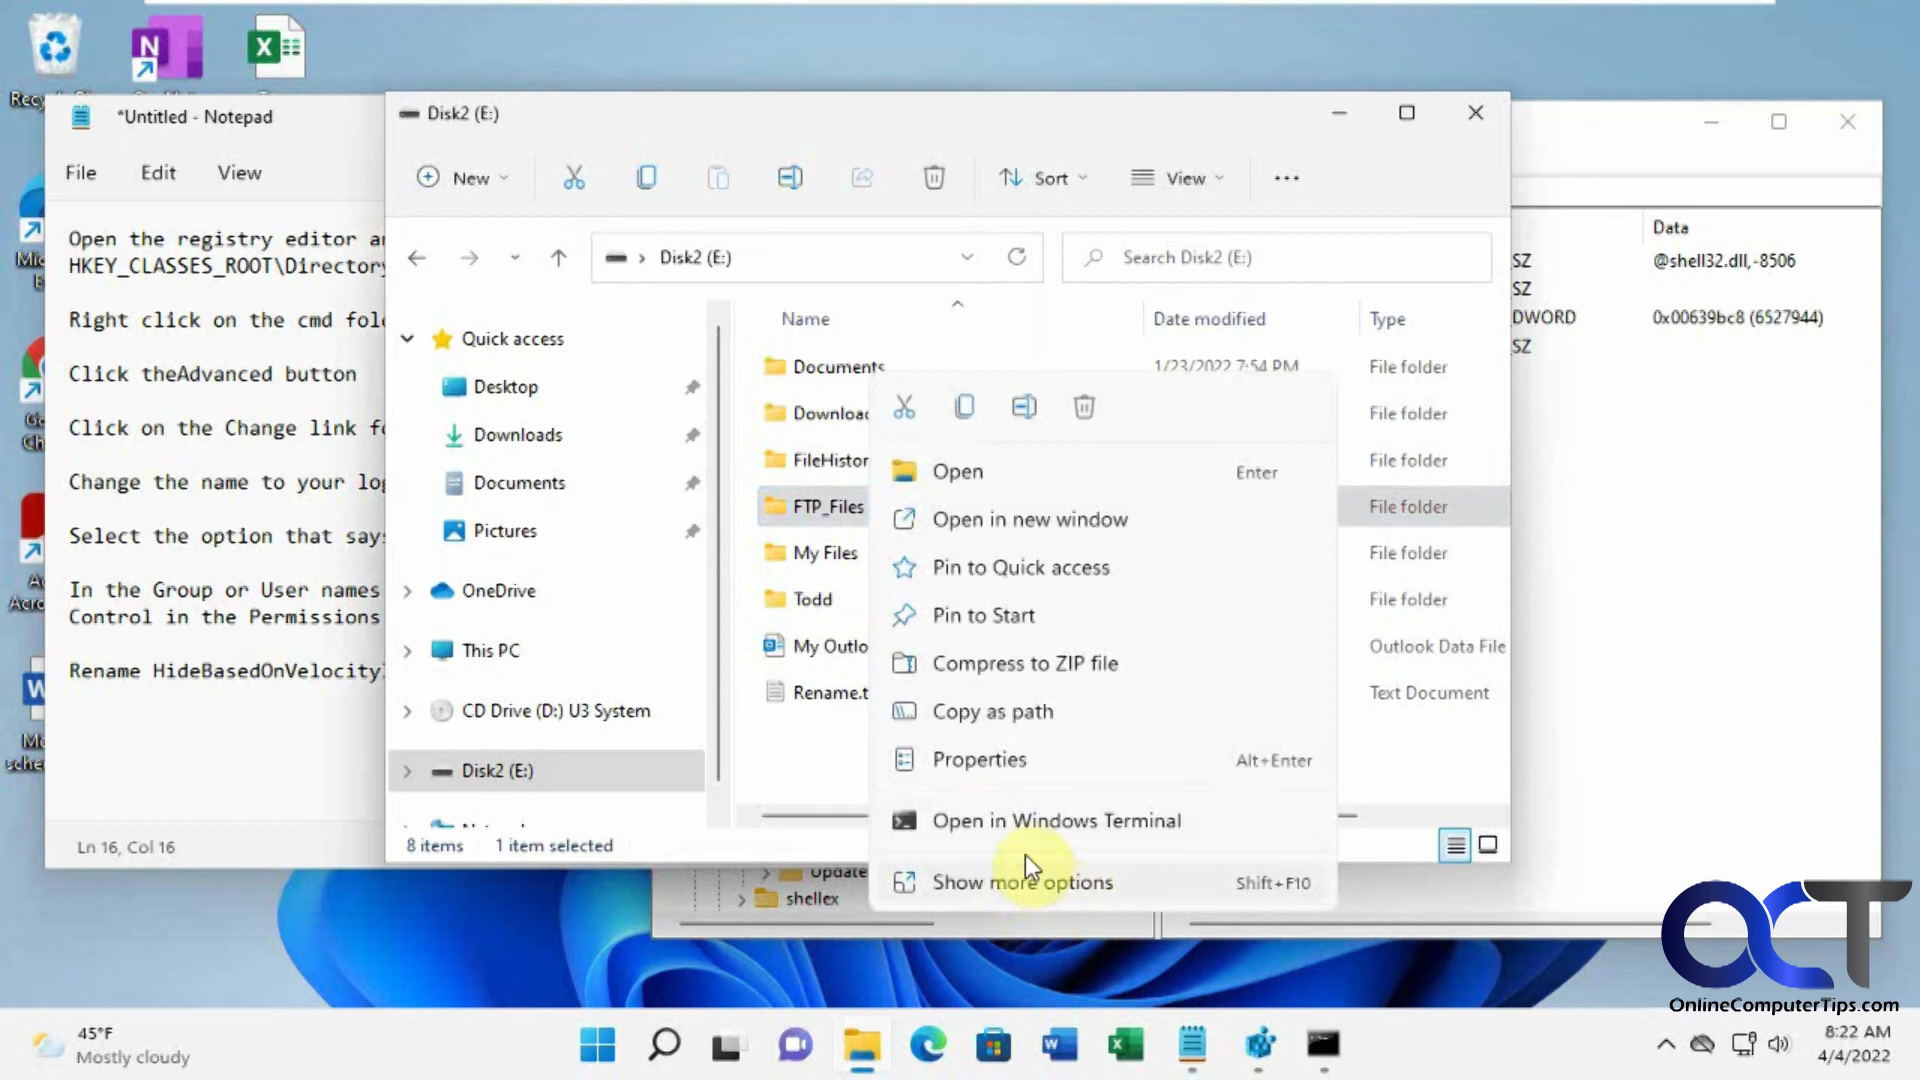 *Untitled - Notepad
File Edit View
Open the registry editor
HKEY_CLASSES_ROOT\Directory
Right click on the cmd
Click theAdvanced button
Click on the Change link
Change the name to your
Select the option that
In the Group or User names
Control in the Permissions
Rename
Ln 16, Col 16
Disk2 (E:)
New
Sort
View
Disk2 (E:)
Search Disk2 (E:)
Quick access
Desktop
Downloads
Documents
Pictures
OneDrive
This PC
CD Drive (D:) U3 System
Disk2 (E:)
8 items 1 item selected
Name Date modified Type
Documents 1/23/2022 7:54 PM File folder
File folder
File folder
FTP_Files File folder
My Files File folder
Todd File folder
My Outlook Data File
Text Document
Open Enter
Open in new window
Pin to Quick access
Pin to Start
Compress to ZIP file
Copy as path
Properties Alt+Enter
Open in Windows Terminal
Show more options Shift+F10
Data
SZ @shell32.dll,-8506
SZ
DWORD 0x00639bc8 (6527944)
SZ
Update
shellex
OCT
OnlineComputerTips.com
45°F
Mostly cloudy
8:22 AM
4/4/2022